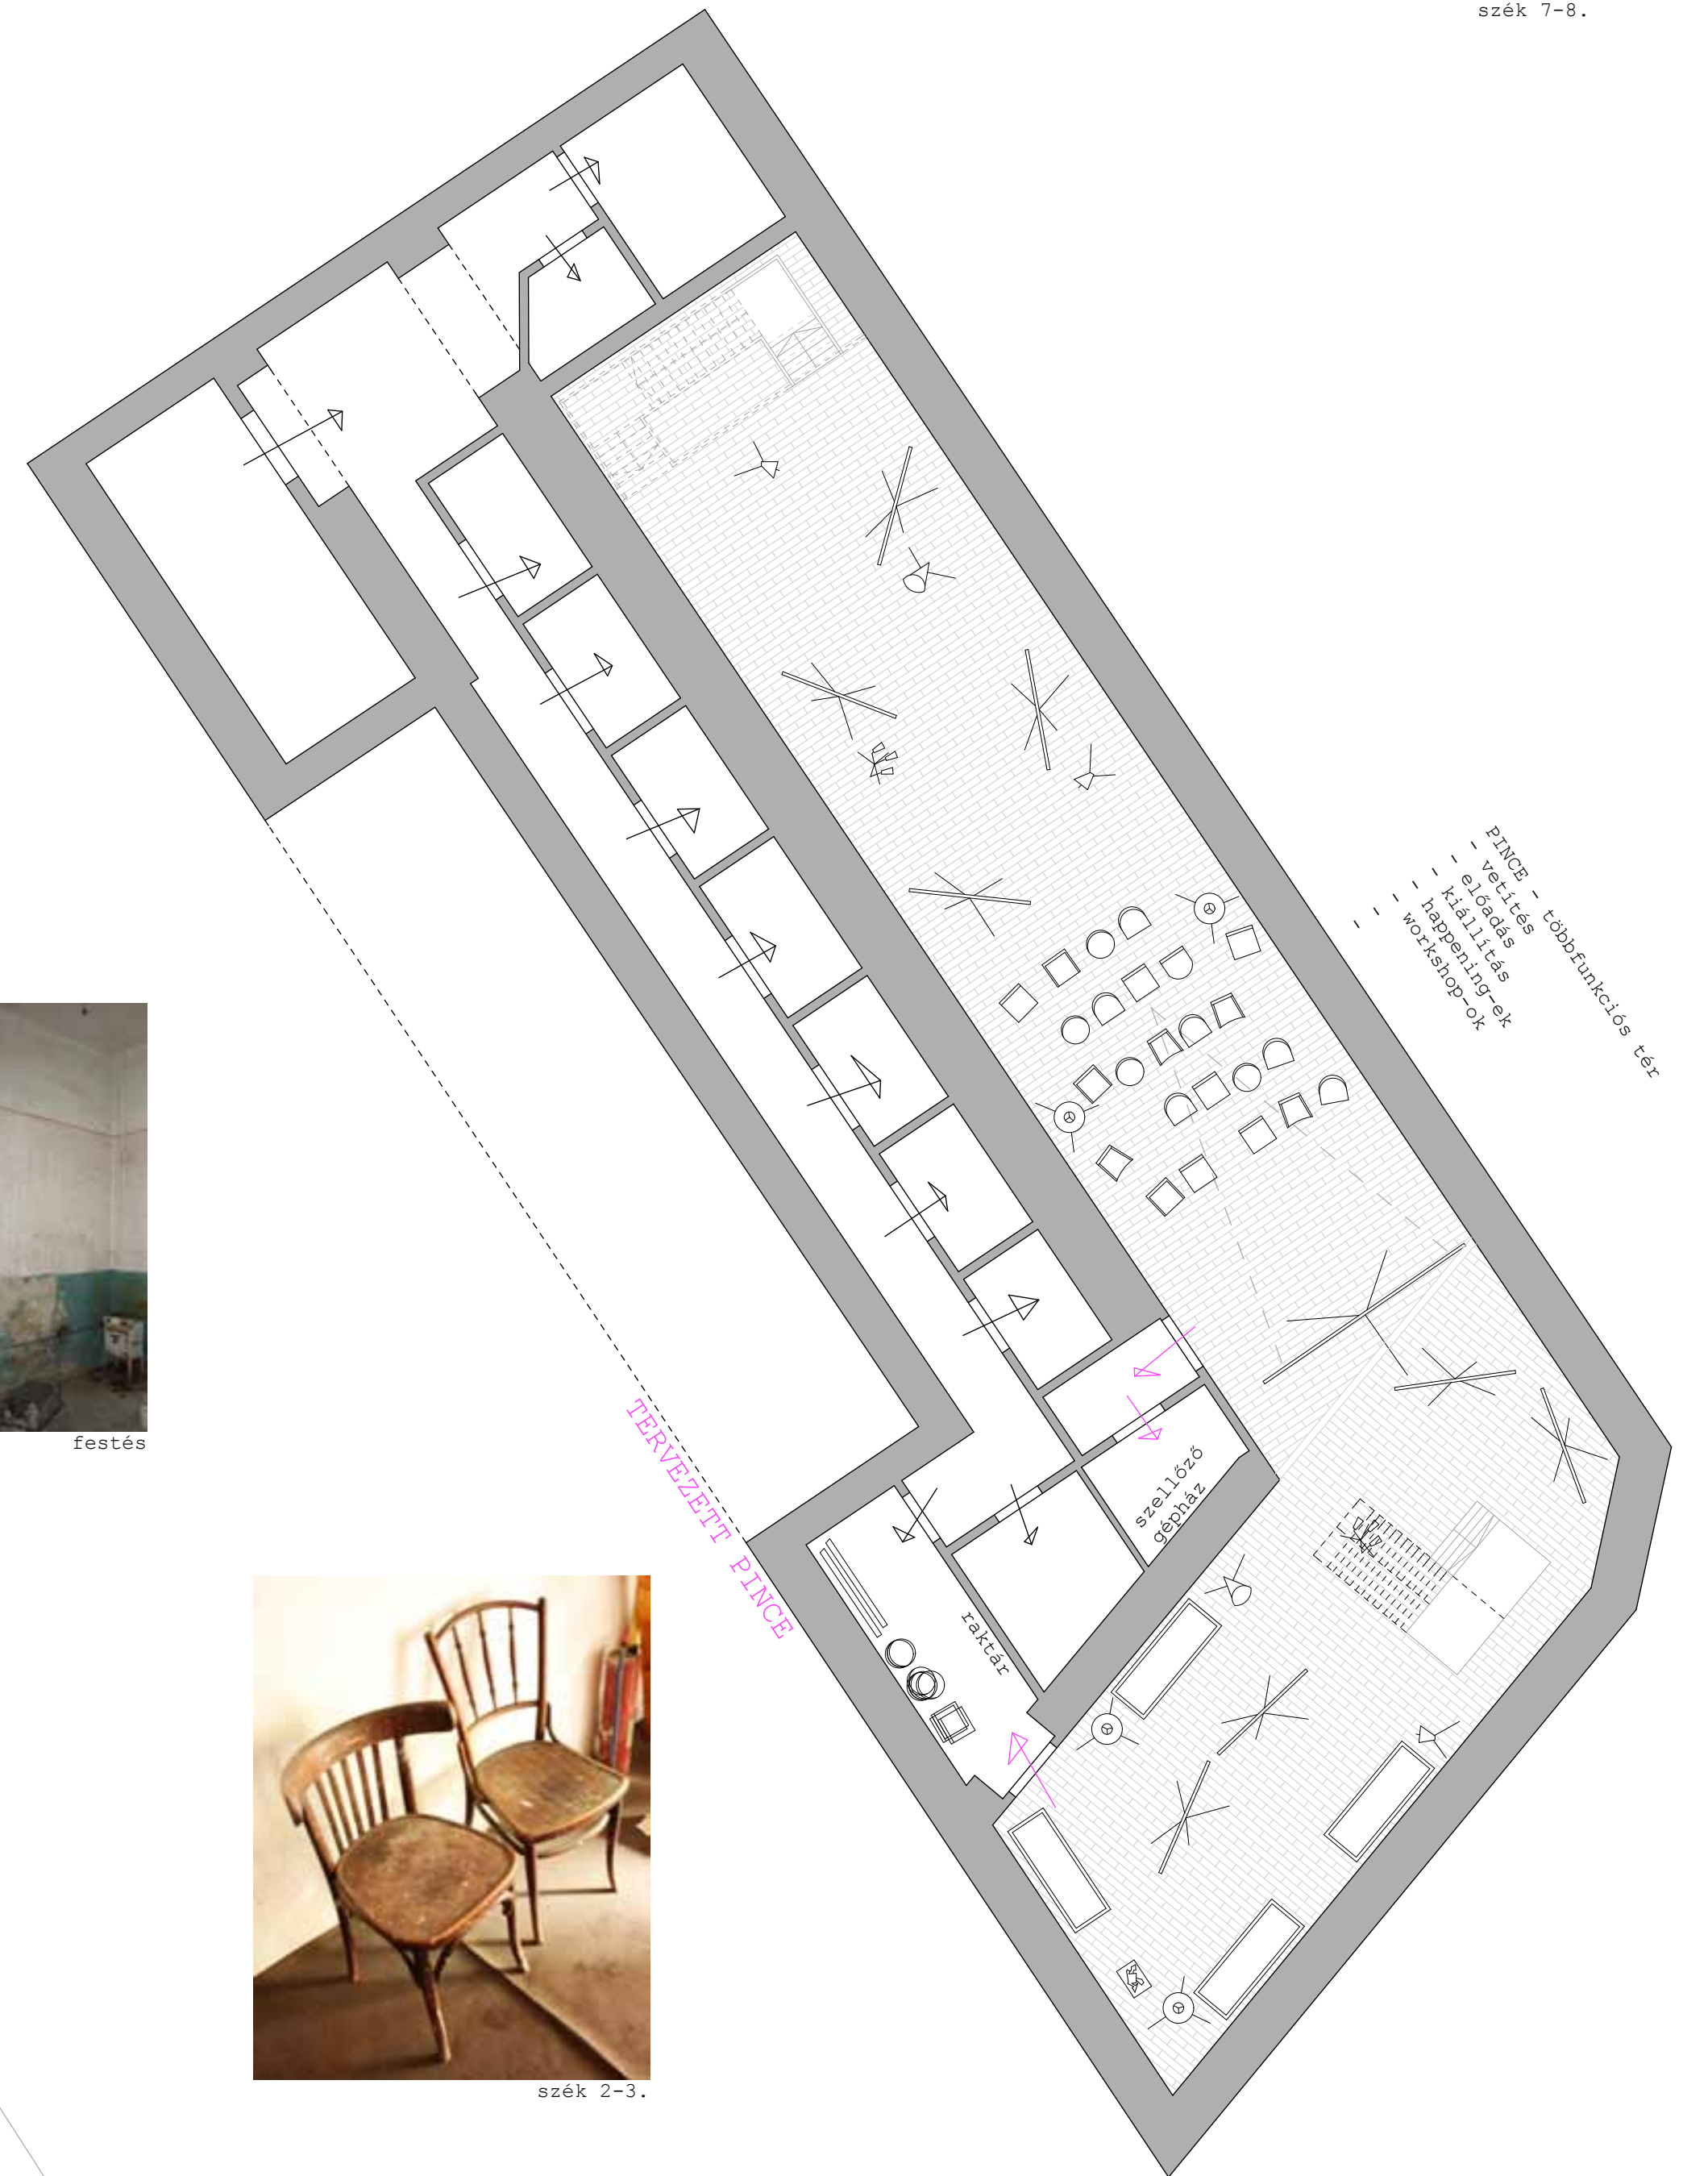 szék 7-8.
PINCE - többfunkciós tér
- vetítés
- előadás
- kiállítás
- happening-ek
- workshop-ok
festés
TERVEZETT PINCE
szellőző
gépház
raktár
szék 2-3.